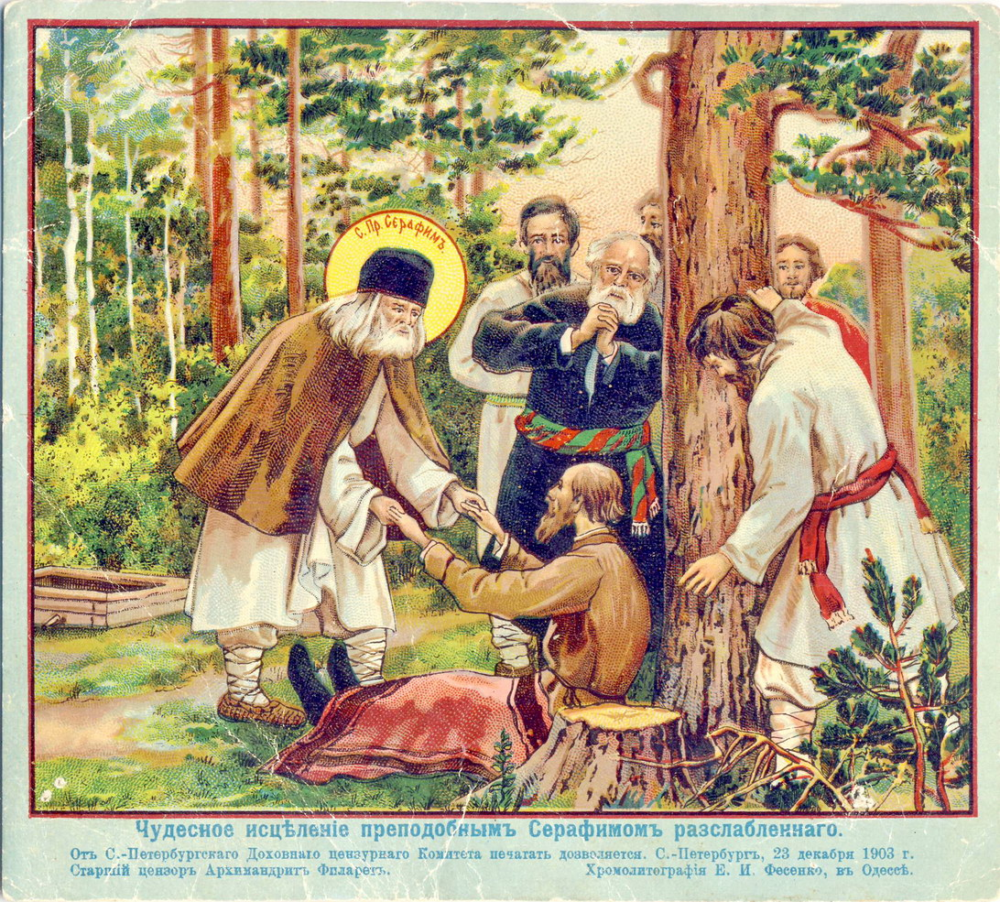 С. Пр. Серафимъ
Чудесное исцѣленіе преподобнымъ Серафимомъ разслабленнаго.
Отъ С.-Петербургскаго Доховнаго цензурнаго Комитета печатать дозволяется. С.-Петербургъ, 23 декабря 1903 г.
Старшій цензоръ Архимандритъ Филаретъ. Хромолитографія Е. И. Фесенко, въ Одессѣ.